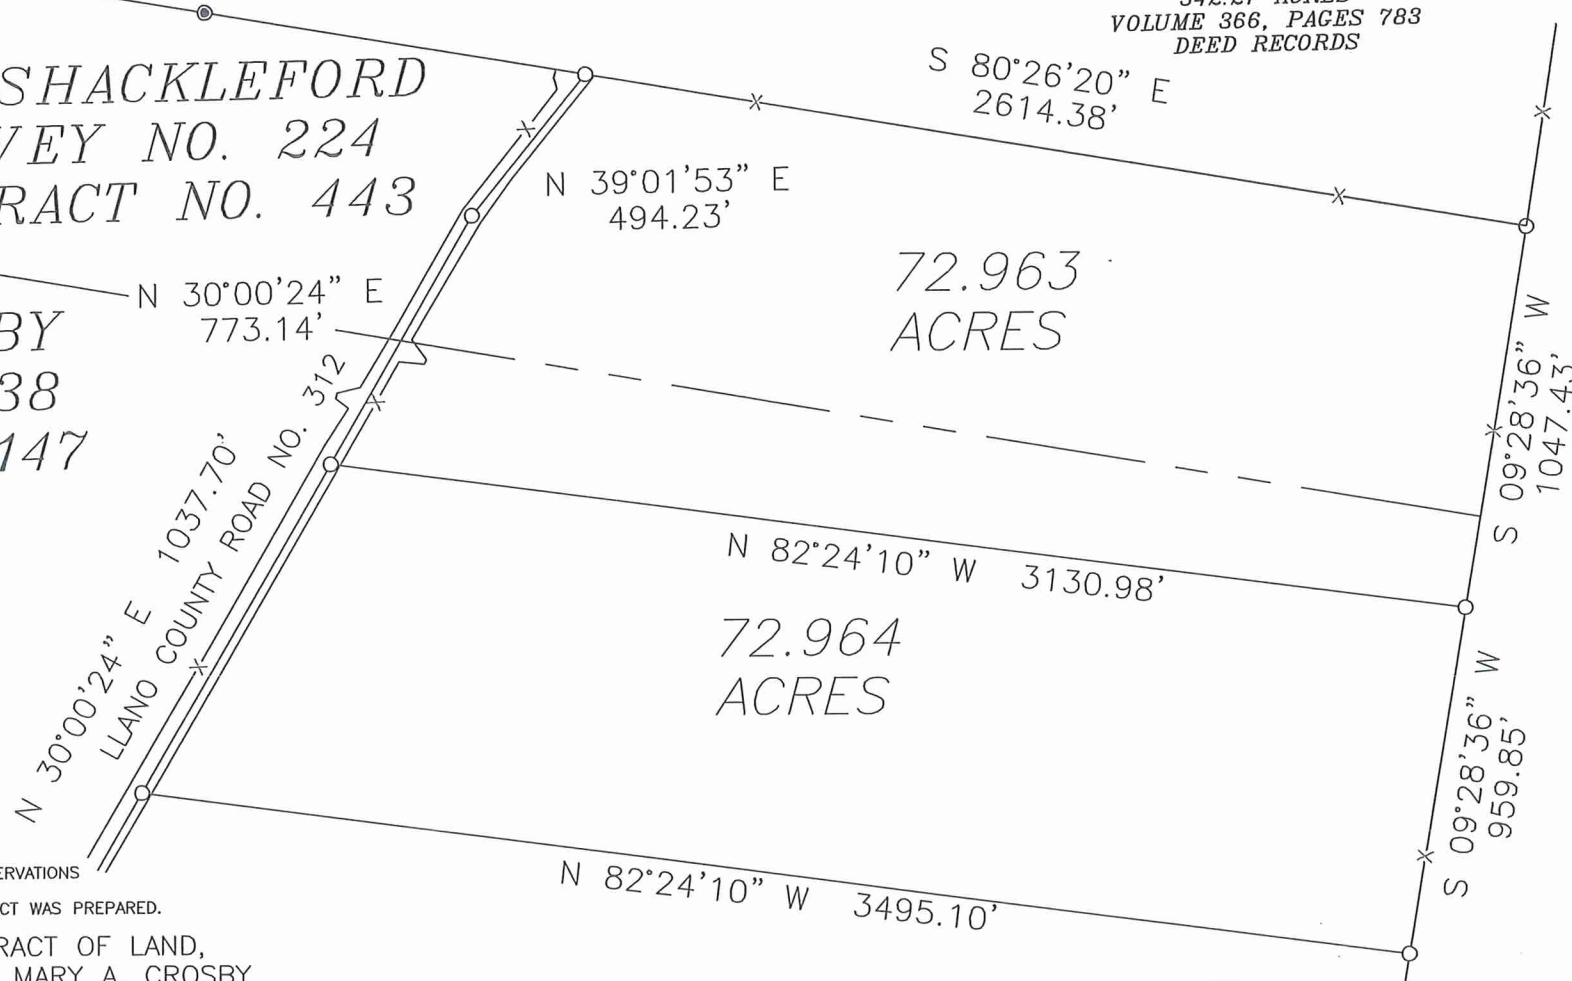 VOLUME 366, PAGES 783
DEED RECORDS
S 80°26'20" E
2614.38'
SHACKLEFORD
NO. 224
NO. 443
N 39°01'53" E
494.23'
72.963
ACRES
N 30°00'24" E
773.14'
BY
38
147
S 09°28'36" W
1047.43'
N 30°00'24" E 1037.70'
LLANO COUNTY ROAD NO. 312
N 82°24'10" W 3130.98'
72.964
ACRES
S 09°28'36" W
959.85'
N 82°24'10" W 3495.10'
ERVATIONS
CT WAS PREPARED.
RACT OF LAND,
MARY A. CROSBY